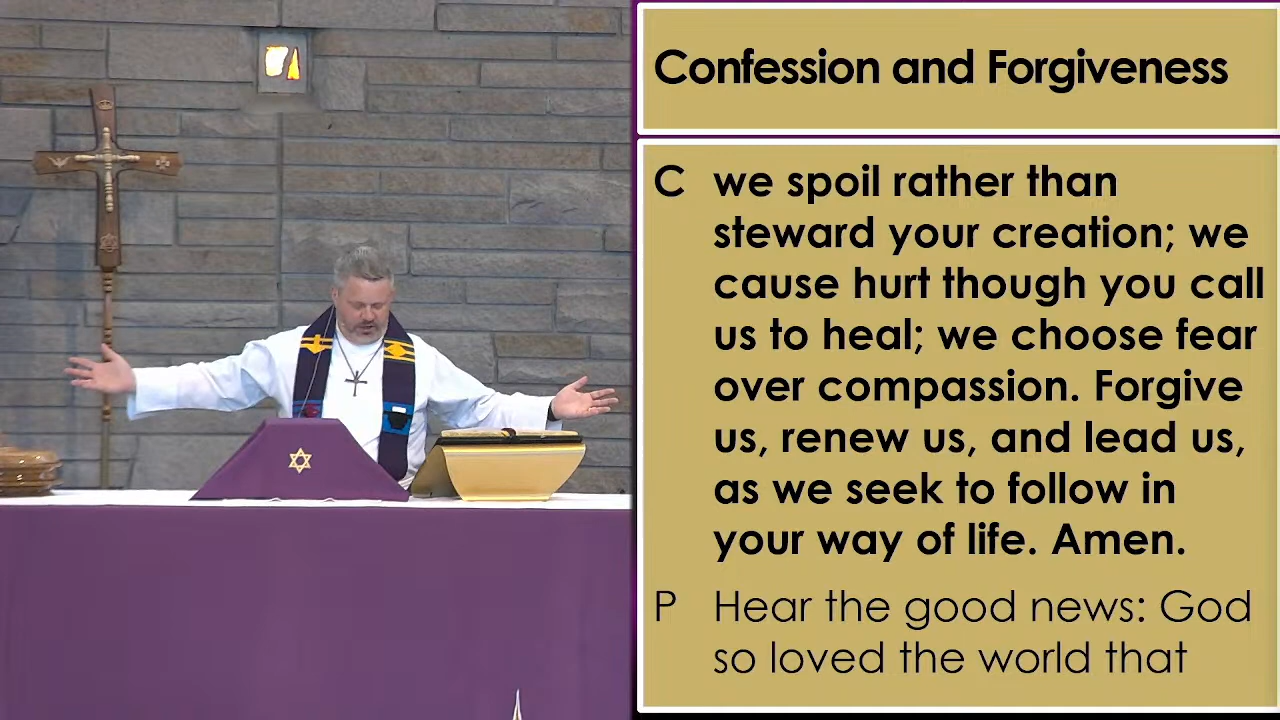 Confession and Forgiveness
C we spoil rather than
steward your creation; we
cause hurt though you call
us to heal; we choose fear
over compassion. Forgive
us, renew us, and lead us,
as we seek to follow in
your way of life. Amen.
P Hear the good news: God
so loved the world that